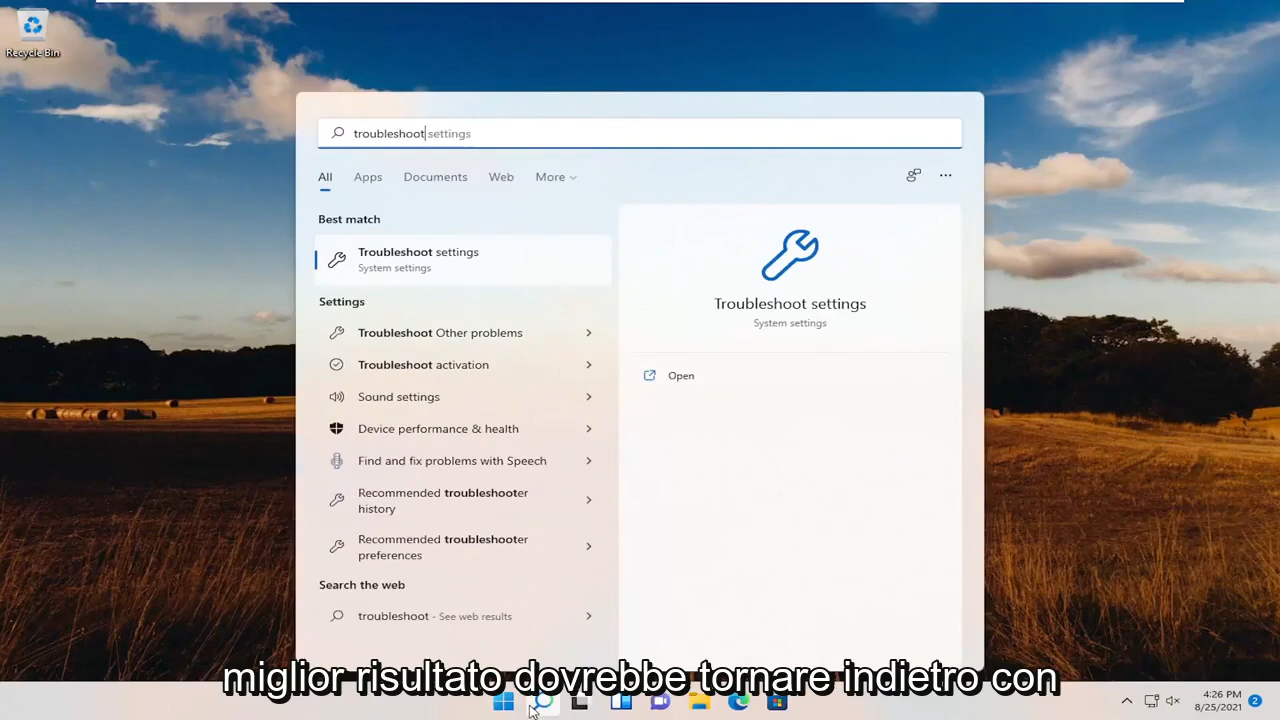 Recycle Bin
troubleshoot settings
All Apps Documents Web More
Best match
Troubleshoot settings
System settings
Settings
Troubleshoot Other problems
Troubleshoot activation
Sound settings
Device performance & health
Find and fix problems with Speech
Recommended troubleshooter
history
Recommended troubleshooter
preferences
Search the web
troubleshoot - See web results
Troubleshoot settings
System settings
Open
miglior risultato dovrebbe tornare indietro con
4:26 PM
8/25/2021
2